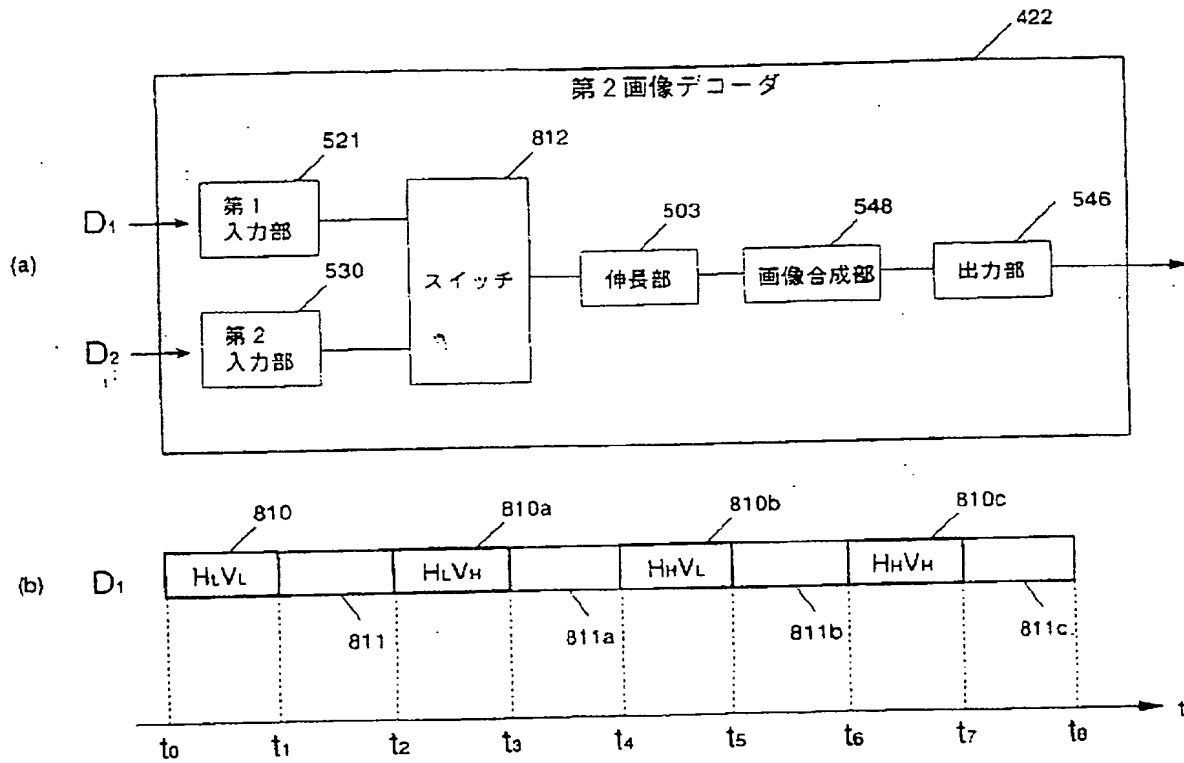 422
第2画像デコーダ
521
812
第1
入力部
D1
503
548
546
(a)
530
スイッチ
伸長部
画像合成部
出力部
第2
入力部
D2
810
810a
810b
810c
(b)
D1
HLVL
HLVH
HHVL
HHVH
811
811a
811b
811c
t
t0
t1
t2
t3
t4
t5
t6
t7
t8